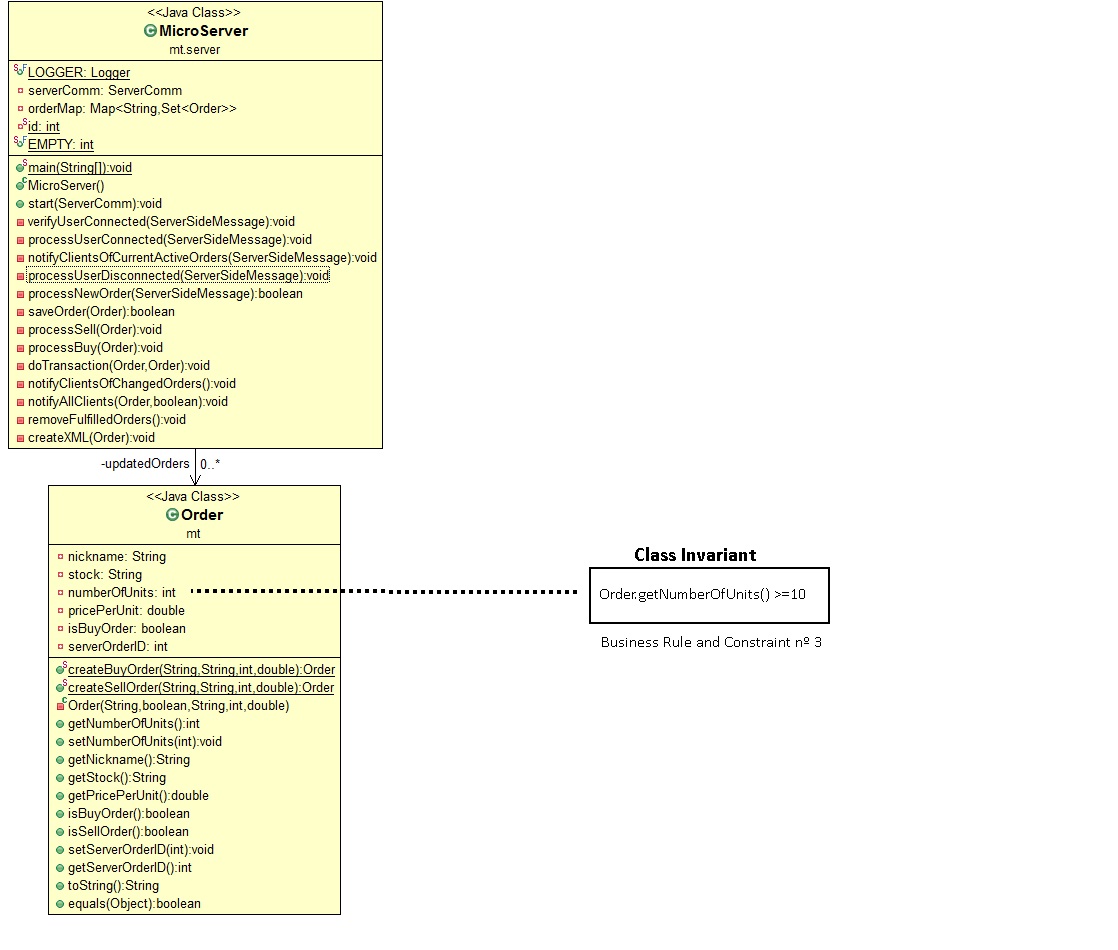 <<Java Class>>
MicroServer
mt.server
LOGGER: Logger
serverComm: ServerComm
orderMap: Map<String,Set<Order>>
id: int
EMPTY: int
main(String[]):void
MicroServer()
start(ServerComm):void
verifyUserConnected(ServerSideMessage):void
processUserConnected(ServerSideMessage):void
notifyClientsOfCurrentActiveOrders(ServerSideMessage):void
processUserDisconnected(ServerSideMessage):void
processNewOrder(ServerSideMessage):boolean
saveOrder(Order):boolean
processSell(Order):void
processBuy(Order):void
doTransaction(Order,Order):void
notifyClientsOfChangedOrders():void
notifyAllClients(Order,boolean):void
removeFulfilledOrders():void
createXML(Order):void
-updatedOrders 0..*
<<Java Class>>
Order
mt
nickname: String
stock: String
numberOfUnits: int
pricePerUnit: double
isBuyOrder: boolean
serverOrderID: int
createBuyOrder(String,String,int,double):Order
createSellOrder(String,String,int,double):Order
Order(String,boolean,String,int,double)
getNumberOfUnits():int
setNumberOfUnits(int):void
getNickname():String
getStock():String
getPricePerUnit():double
isBuyOrder():boolean
isSellOrder():boolean
setServerOrderID(int):void
getServerOrderID():int
toString():String
equals(Object):boolean
Class Invariant
Order.getNumberOfUnits() >=10
Business Rule and Constraint nº 3